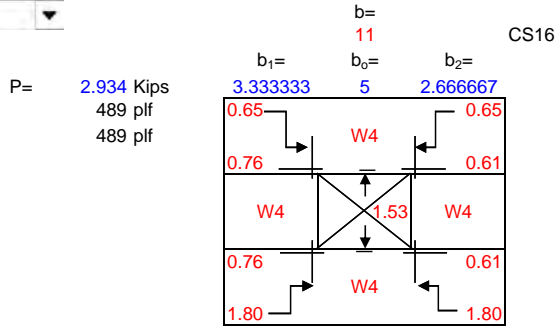 b=
11 CS16
b₁= bₒ= b₂=
P= 2.934 Kips 3.333333 5 2.666667
489 plf 0.65 0.65
489 plf W4
0.76 0.61
W4 1.53 W4
0.76 0.61
W4
1.80 1.80